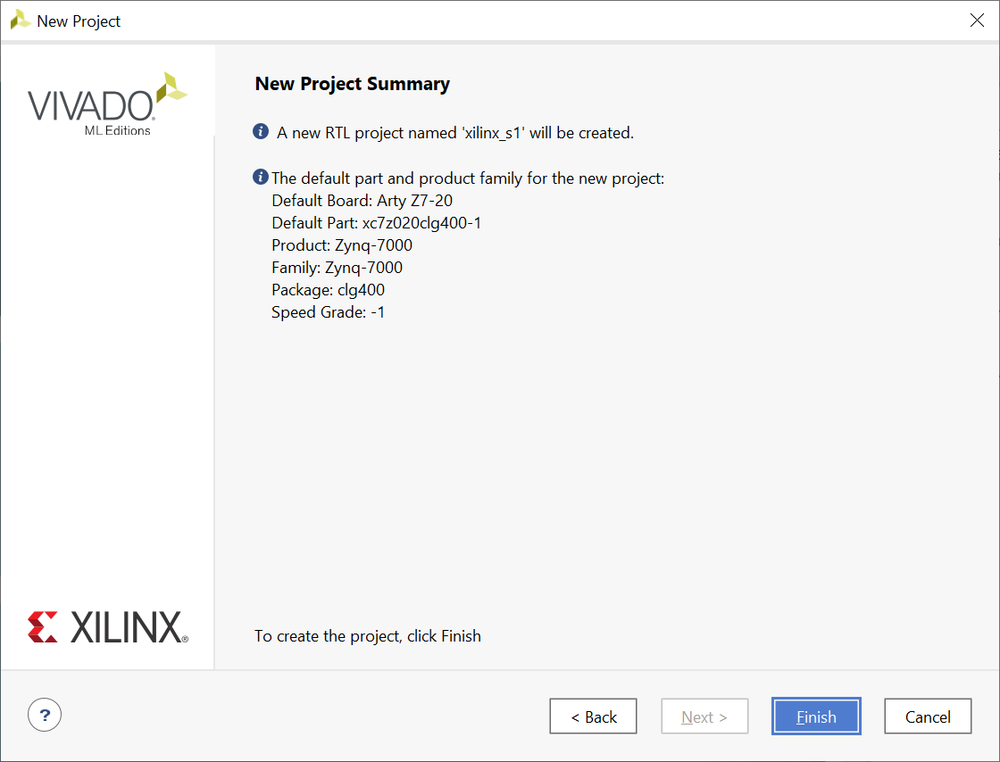 New Project
VIVADO
ML Editions
New Project Summary
A new RTL project named 'xilinx_s1' will be created.
The default part and product family for the new project:
Default Board: Arty Z7-20
Default Part: xc7z020clg400-1
Product: Zynq-7000
Family: Zynq-7000
Package: clg400
Speed Grade: -1
XILINX®
To create the project, click Finish
?
< Back
Next >
Finish
Cancel